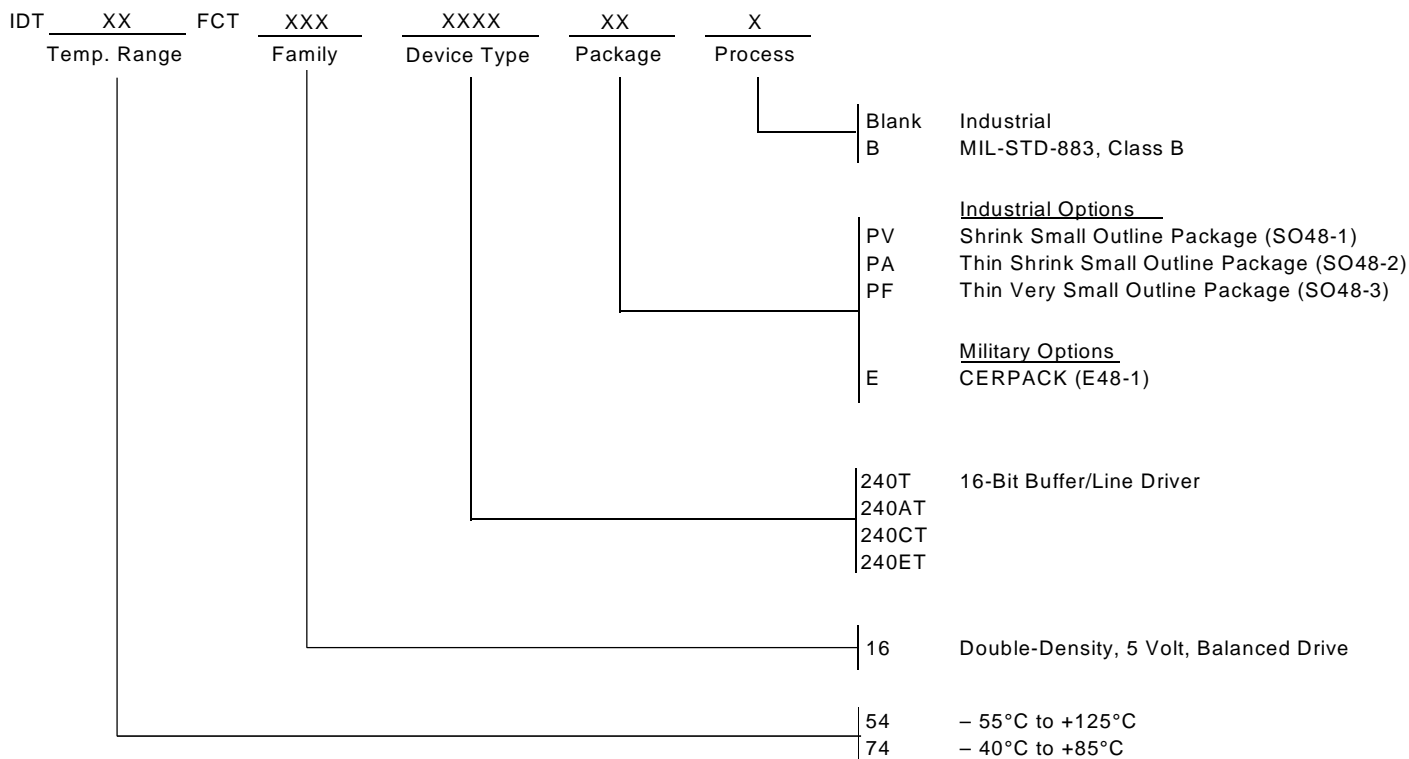 IDT XX FCT XXX XXXX XX X
Temp. Range Family Device Type Package Process
Blank Industrial
B MIL-STD-883, Class B
Industrial Options
PV Shrink Small Outline Package (SO48-1)
PA Thin Shrink Small Outline Package (SO48-2)
PF Thin Very Small Outline Package (SO48-3)
Military Options
E CERPACK (E48-1)
240T 16-Bit Buffer/Line Driver
240AT
240CT
240ET
16 Double-Density, 5 Volt, Balanced Drive
54 – 55°C to +125°C
74 – 40°C to +85°C